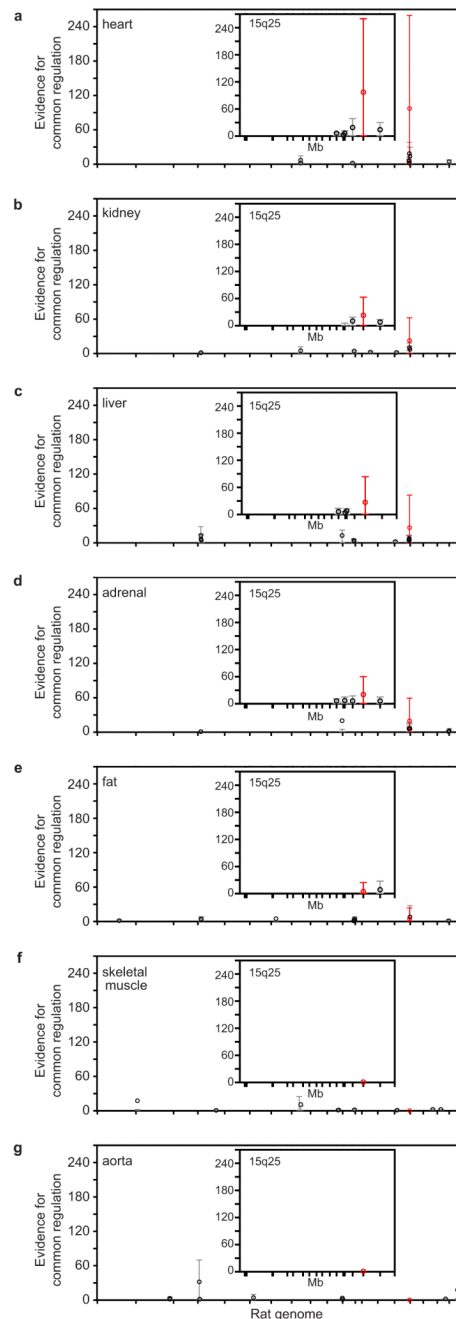 a
heart
15q25
240
180
120
60
0
Mb
240
180
120
60
0
Evidence for
common regulation
b
kidney
15q25
240
180
120
60
0
Mb
240
180
120
60
0
Evidence for
common regulation
c
liver
15q25
240
180
120
60
0
Mb
240
180
120
60
0
Evidence for
common regulation
d
adrenal
15q25
240
180
120
60
0
Mb
240
180
120
60
0
Evidence for
common regulation
e
fat
15q25
240
180
120
60
0
Mb
240
180
120
60
0
Evidence for
common regulation
f
skeletal
muscle
15q25
240
180
120
60
0
Mb
240
180
120
60
0
Evidence for
common regulation
g
aorta
15q25
240
180
120
60
0
Mb
240
180
120
60
0
Evidence for
common regulation
Rat genome